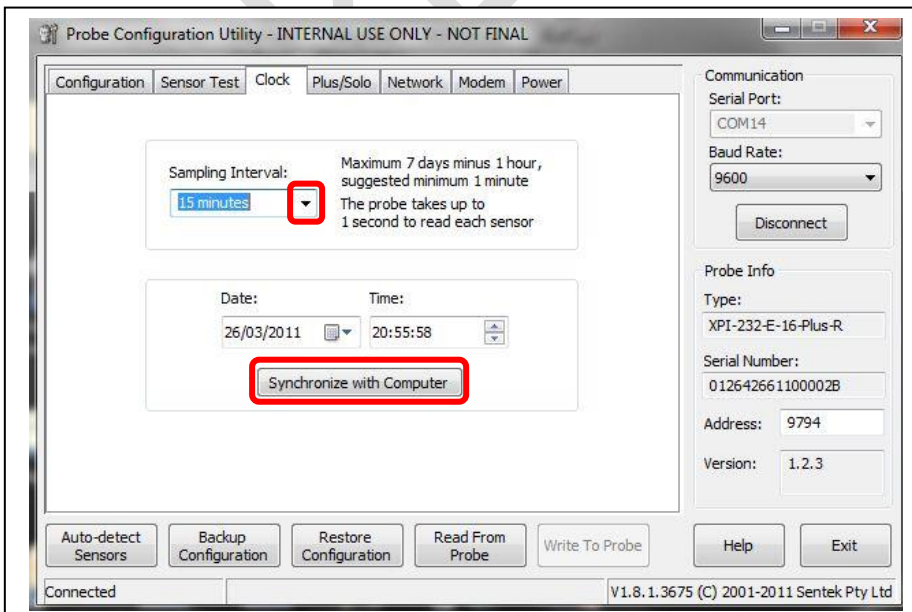 Probe Configuration Utility - INTERNAL USE ONLY - NOT FINAL
Configuration Sensor Test Clock Plus/Solo Network Modem Power
Sampling Interval:
15 minutes
Maximum 7 days minus 1 hour,
suggested minimum 1 minute
The probe takes up to
1 second to read each sensor
Date:
26/03/2011
Time:
20:55:58
Synchronize with Computer
Communication
Serial Port:
COM14
Baud Rate:
9600
Disconnect
Probe Info
Type:
XPI-232-E-16-Plus-R
Serial Number:
012642661100002B
Address: 9794
Version: 1.2.3
Auto-detect
Sensors
Backup
Configuration
Restore
Configuration
Read From
Probe
Write To Probe
Help
Exit
Connected
V1.8.1.3675 (C) 2001-2011 Sentek Pty Ltd